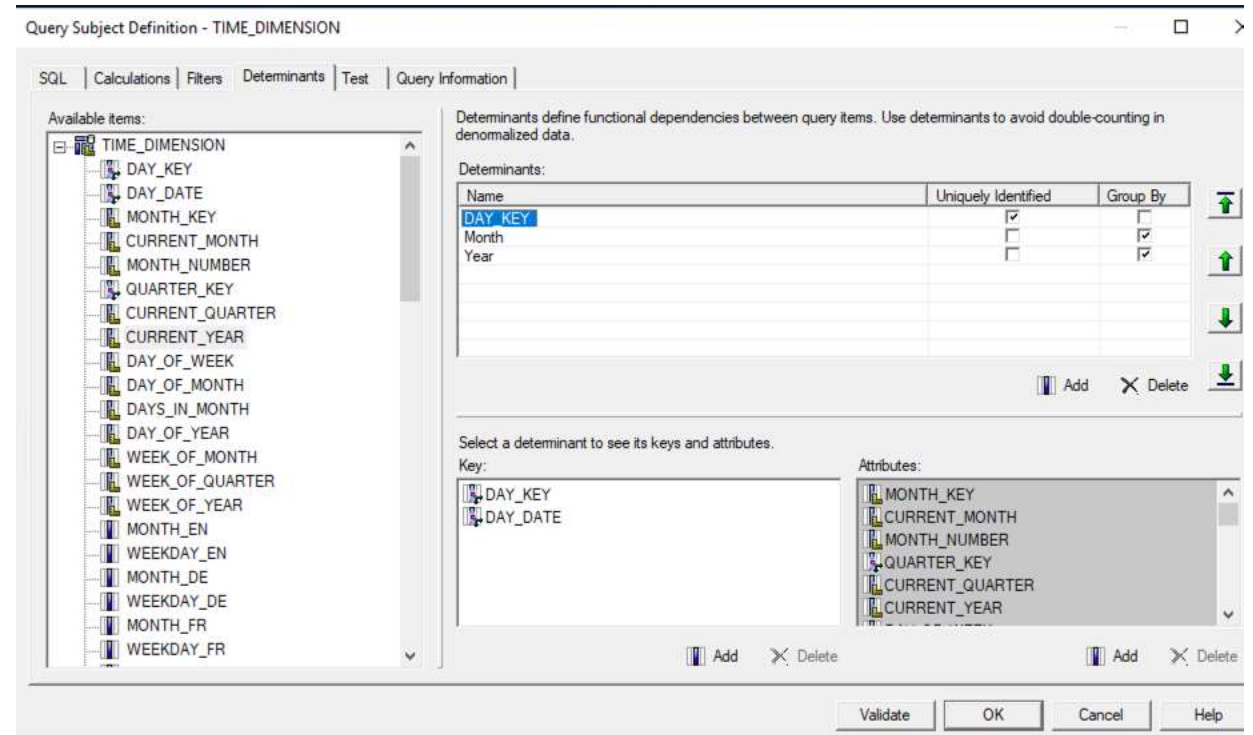 Query Subject Definition - TIME_DIMENSION
SQL Calculations Filters Determinants Test Query Information
Available items:
TIME_DIMENSION
DAY_KEY
DAY_DATE
MONTH_KEY
CURRENT_MONTH
MONTH_NUMBER
QUARTER_KEY
CURRENT_QUARTER
CURRENT_YEAR
DAY_OF_WEEK
DAY_OF_MONTH
DAYS_IN_MONTH
DAY_OF_YEAR
WEEK_OF_MONTH
WEEK_OF_QUARTER
WEEK_OF_YEAR
MONTH_EN
WEEKDAY_EN
MONTH_DE
WEEKDAY_DE
MONTH_FR
WEEKDAY_FR
Determinants define functional dependencies between query items. Use determinants to avoid double-counting in
denormalized data.
Determinants:
Name Uniquely Identified Group By
DAY_KEY
Month
Year
Add Delete
Select a determinant to see its keys and attributes.
Key:
DAY_KEY
DAY_DATE
Add Delete
Attributes:
MONTH_KEY
CURRENT_MONTH
MONTH_NUMBER
QUARTER_KEY
CURRENT_QUARTER
CURRENT_YEAR
Add Delete
Validate OK Cancel Help